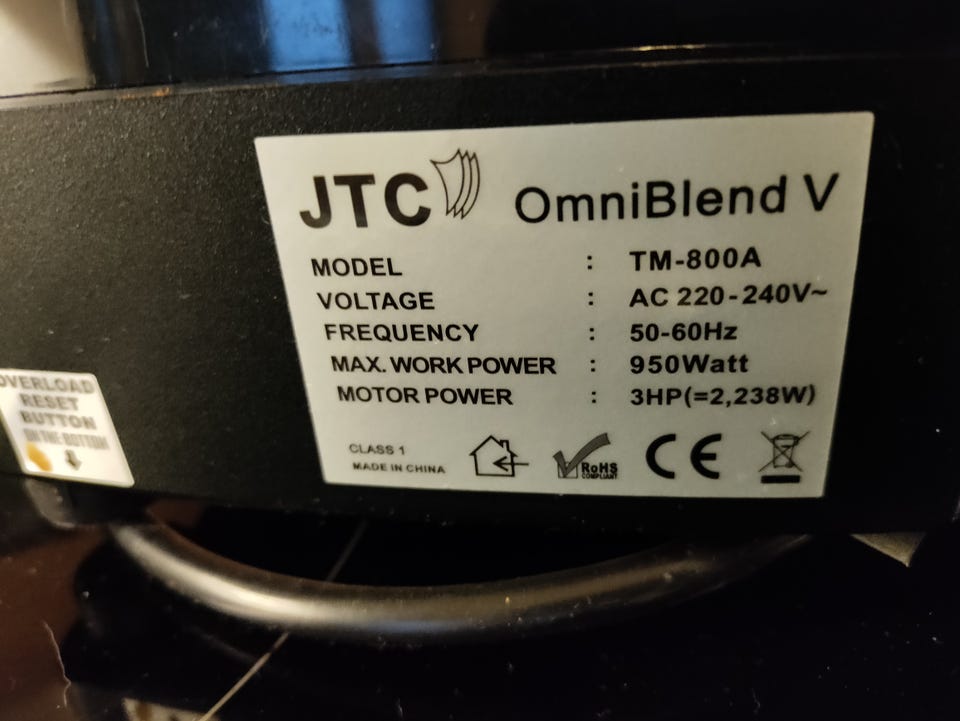 JTC OmniBlend V
MODEL : TM-800A
VOLTAGE : AC 220-240V~
FREQUENCY : 50-60Hz
MAX. WORK POWER : 950Watt
MOTOR POWER : 3HP(=2,238W)
CLASS 1
MADE IN CHINA
RoHS
COMPLIANT
CE
OVERLOAD
RESET
BUTTON
IN THE BOTTOM